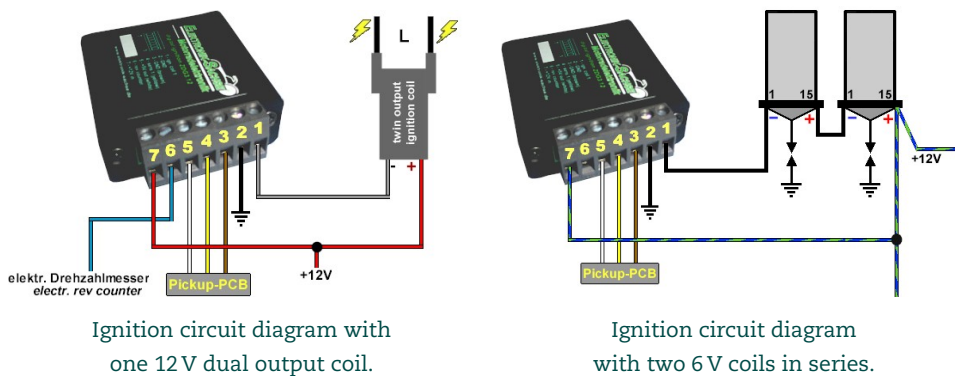 L
twin output
ignition coil
- +
7 6 5 4 3 2 1
+12V
elektr. Drehzahlmesser
electr. rev counter
Pickup-PCB
Ignition circuit diagram with
one 12 V dual output coil.
1 15 1 15
- + - +
+12V
7 6 5 4 3 2 1
Pickup-PCB
Ignition circuit diagram
with two 6 V coils in series.